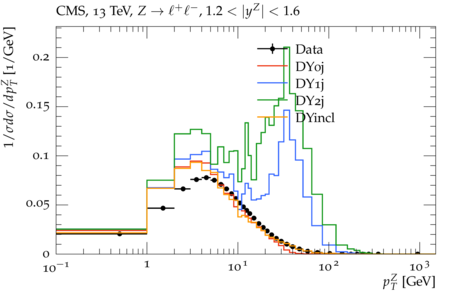 CMS, 13 TeV, Z → ℓ⁺ℓ⁻, 1.2 < |y^Z| < 1.6
1/σdσ/dp_T^Z [1/GeV]
Data
DY0j
DY1j
DY2j
DYincl
0.2
0.15
0.1
0.05
0
10⁻¹ 1 10¹ 10² 10³
p_T^Z [GeV]